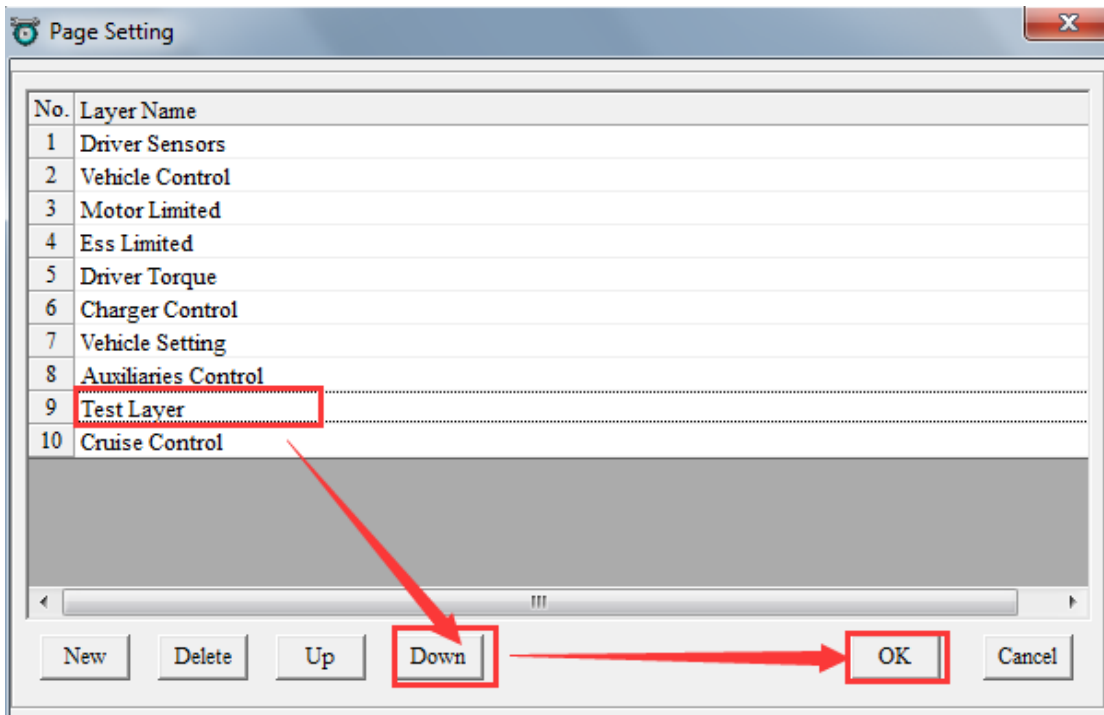 Page Setting
No. Layer Name
1 Driver Sensors
2 Vehicle Control
3 Motor Limited
4 Ess Limited
5 Driver Torque
6 Charger Control
7 Vehicle Setting
8 Auxiliaries Control
9 Test Layer
10 Cruise Control
New Delete Up Down OK Cancel